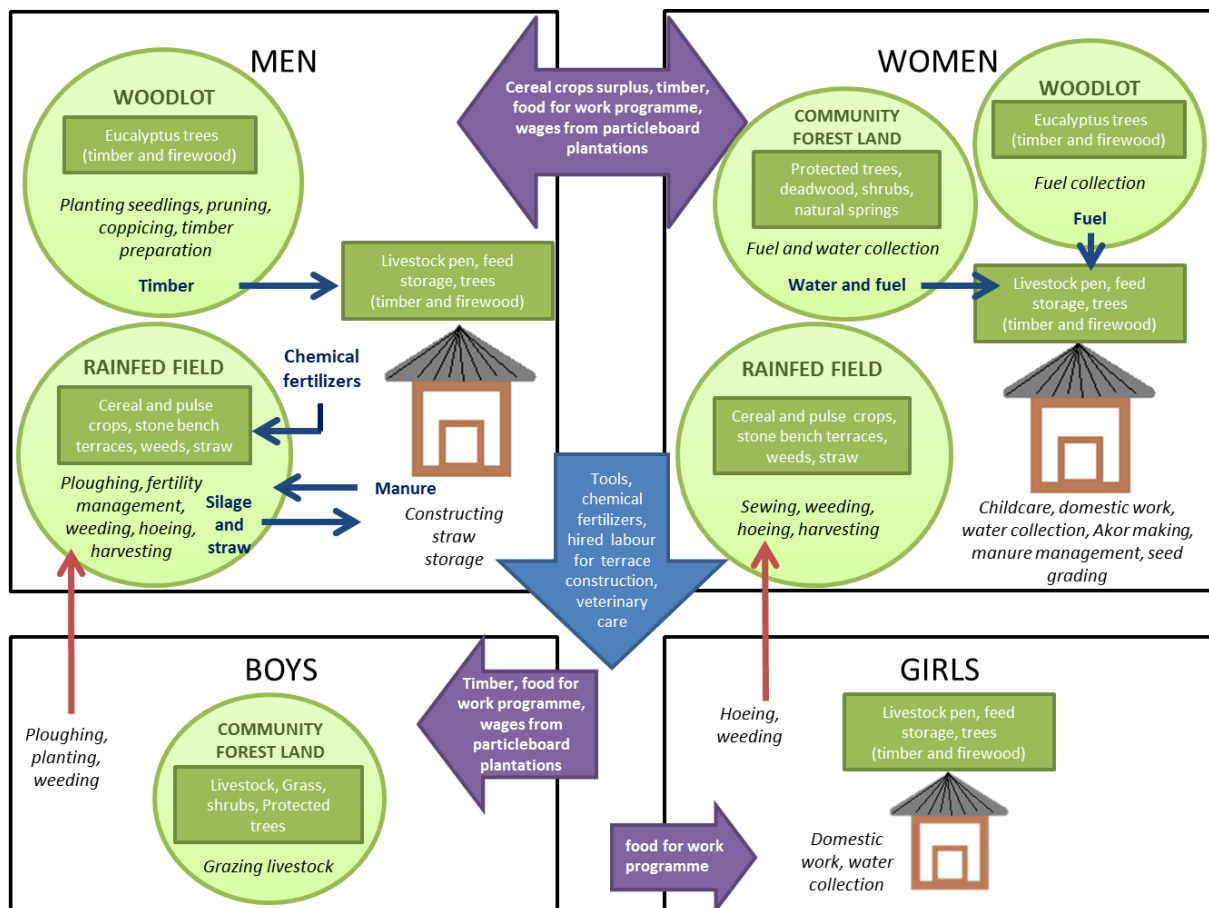 MEN
WOODLOT
Eucalyptus trees
(timber and firewood)
Planting seedlings, pruning,
coppicing, timber
preparation
Timber
Livestock pen, feed
storage, trees
(timber and firewood)
RAINFED FIELD
Cereal and pulse
crops, stone bench
terraces, weeds, straw
Ploughing, fertility
management,
weeding, hoeing,
harvesting
Chemical
fertilizers
Manure
Silage
and
straw
Constructing
straw
storage
Cereal crops surplus, timber,
food for work programme,
wages from particleboard
plantations
WOMEN
COMMUNITY
FOREST LAND
Protected trees,
deadwood, shrubs,
natural springs
Fuel and water collection
Water and fuel
WOODLOT
Eucalyptus trees
(timber and firewood)
Fuel collection
Fuel
Livestock pen, feed
storage, trees
(timber and firewood)
RAINFED FIELD
Cereal and pulse crops,
stone bench terraces,
weeds, straw
Sewing, weeding,
hoeing, harvesting
Childcare, domestic work,
water collection, Akor making,
manure management, seed
grading
Tools,
chemical
fertilizers,
hired labour
for terrace
construction,
veterinary
care
BOYS
Ploughing,
planting,
weeding
COMMUNITY
FOREST LAND
Livestock, Grass,
shrubs, Protected
trees
Grazing livestock
Timber, food for
work programme,
wages from
particleboard
plantations
GIRLS
Hoeing,
weeding
Livestock pen, feed
storage, trees
(timber and firewood)
food for work
programme
Domestic
work, water
collection